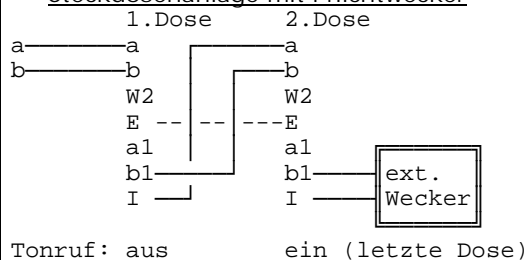 Steckdosenanlage mit Pflichtwecker
1.Dose 2.Dose
a a a
b b b
W2 W2
E E
a1 a1
b1 b1 ext.
I I Wecker
Tonruf: aus ein (letzte Dose)